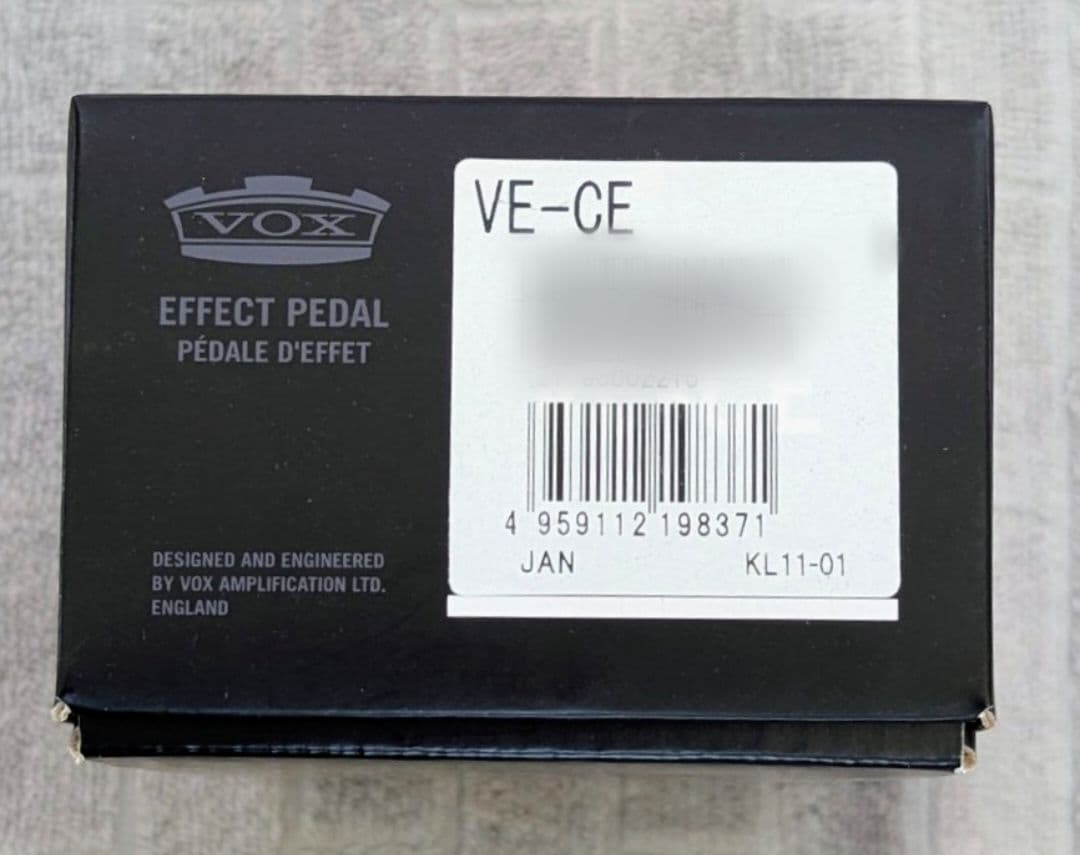 VOX
EFFECT PEDAL
PÉDALE D'EFFET
DESIGNED AND ENGINEERED
BY VOX AMPLIFICATION LTD.
ENGLAND
VE-CE
4 959112 198371
JAN KL11-01